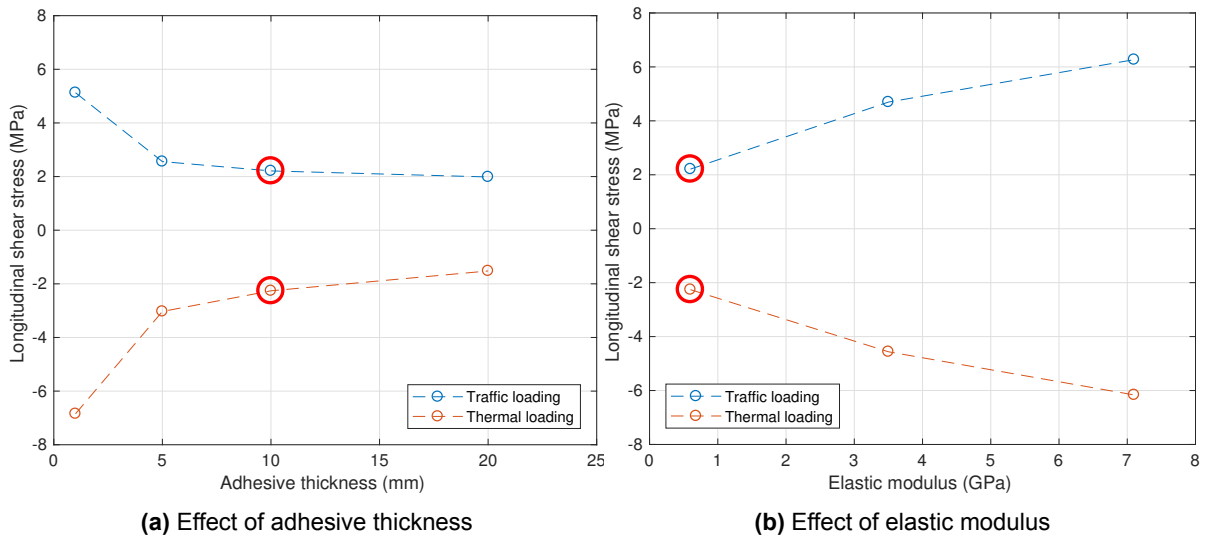 8
6
4
2
0
-2
-4
-6
-8
Longitudinal shear stress (MPa)
0 5 10 15 20 25
Adhesive thickness (mm)
Traffic loading
Thermal loading
(a) Effect of adhesive thickness
8
6
4
2
0
-2
-4
-6
-8
Longitudinal shear stress (MPa)
0 1 2 3 4 5 6 7 8
Elastic modulus (GPa)
Traffic loading
Thermal loading
(b) Effect of elastic modulus